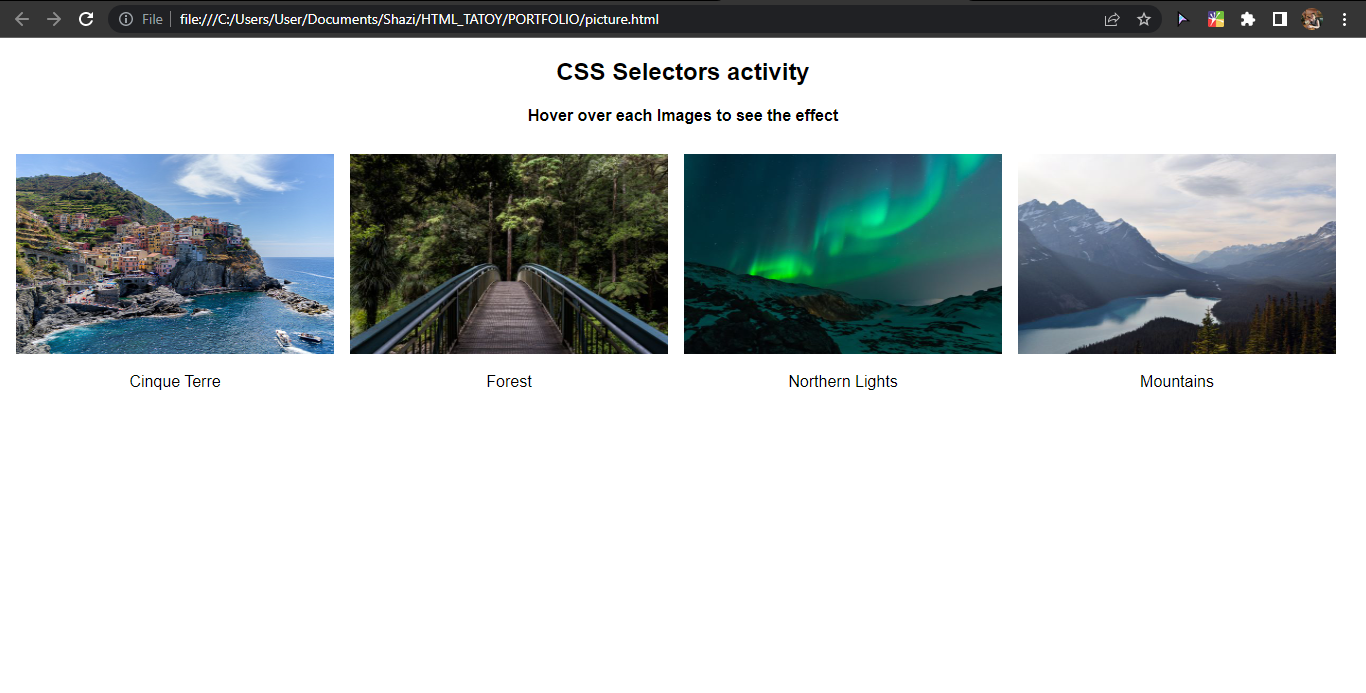 File file:///C:/Users/User/Documents/Shazi/HTML_TATOY/PORTFOLIO/picture.html
CSS Selectors activity
Hover over each Images to see the effect
Cinque Terre Forest Northern Lights Mountains